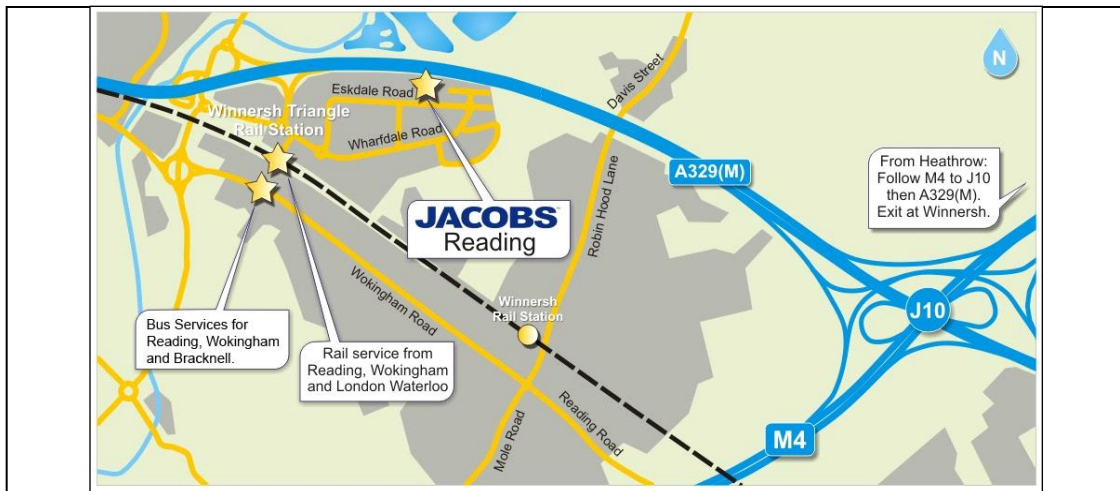 N
Davis Street
Eskdale Road
Winnersh Triangle
Rail Station
Wharfdale Road
A329(M)
From Heathrow:
Follow M4 to J10
then A329(M).
Exit at Winnersh.
JACOBS™
Reading
Robin Hood Lane
Wokingham Road
Winnersh
Rail Station
J10
Bus Services for
Reading, Wokingham
and Bracknell.
Rail service from
Reading, Wokingham
and London Waterloo
Reading Road
Mole Road
M4